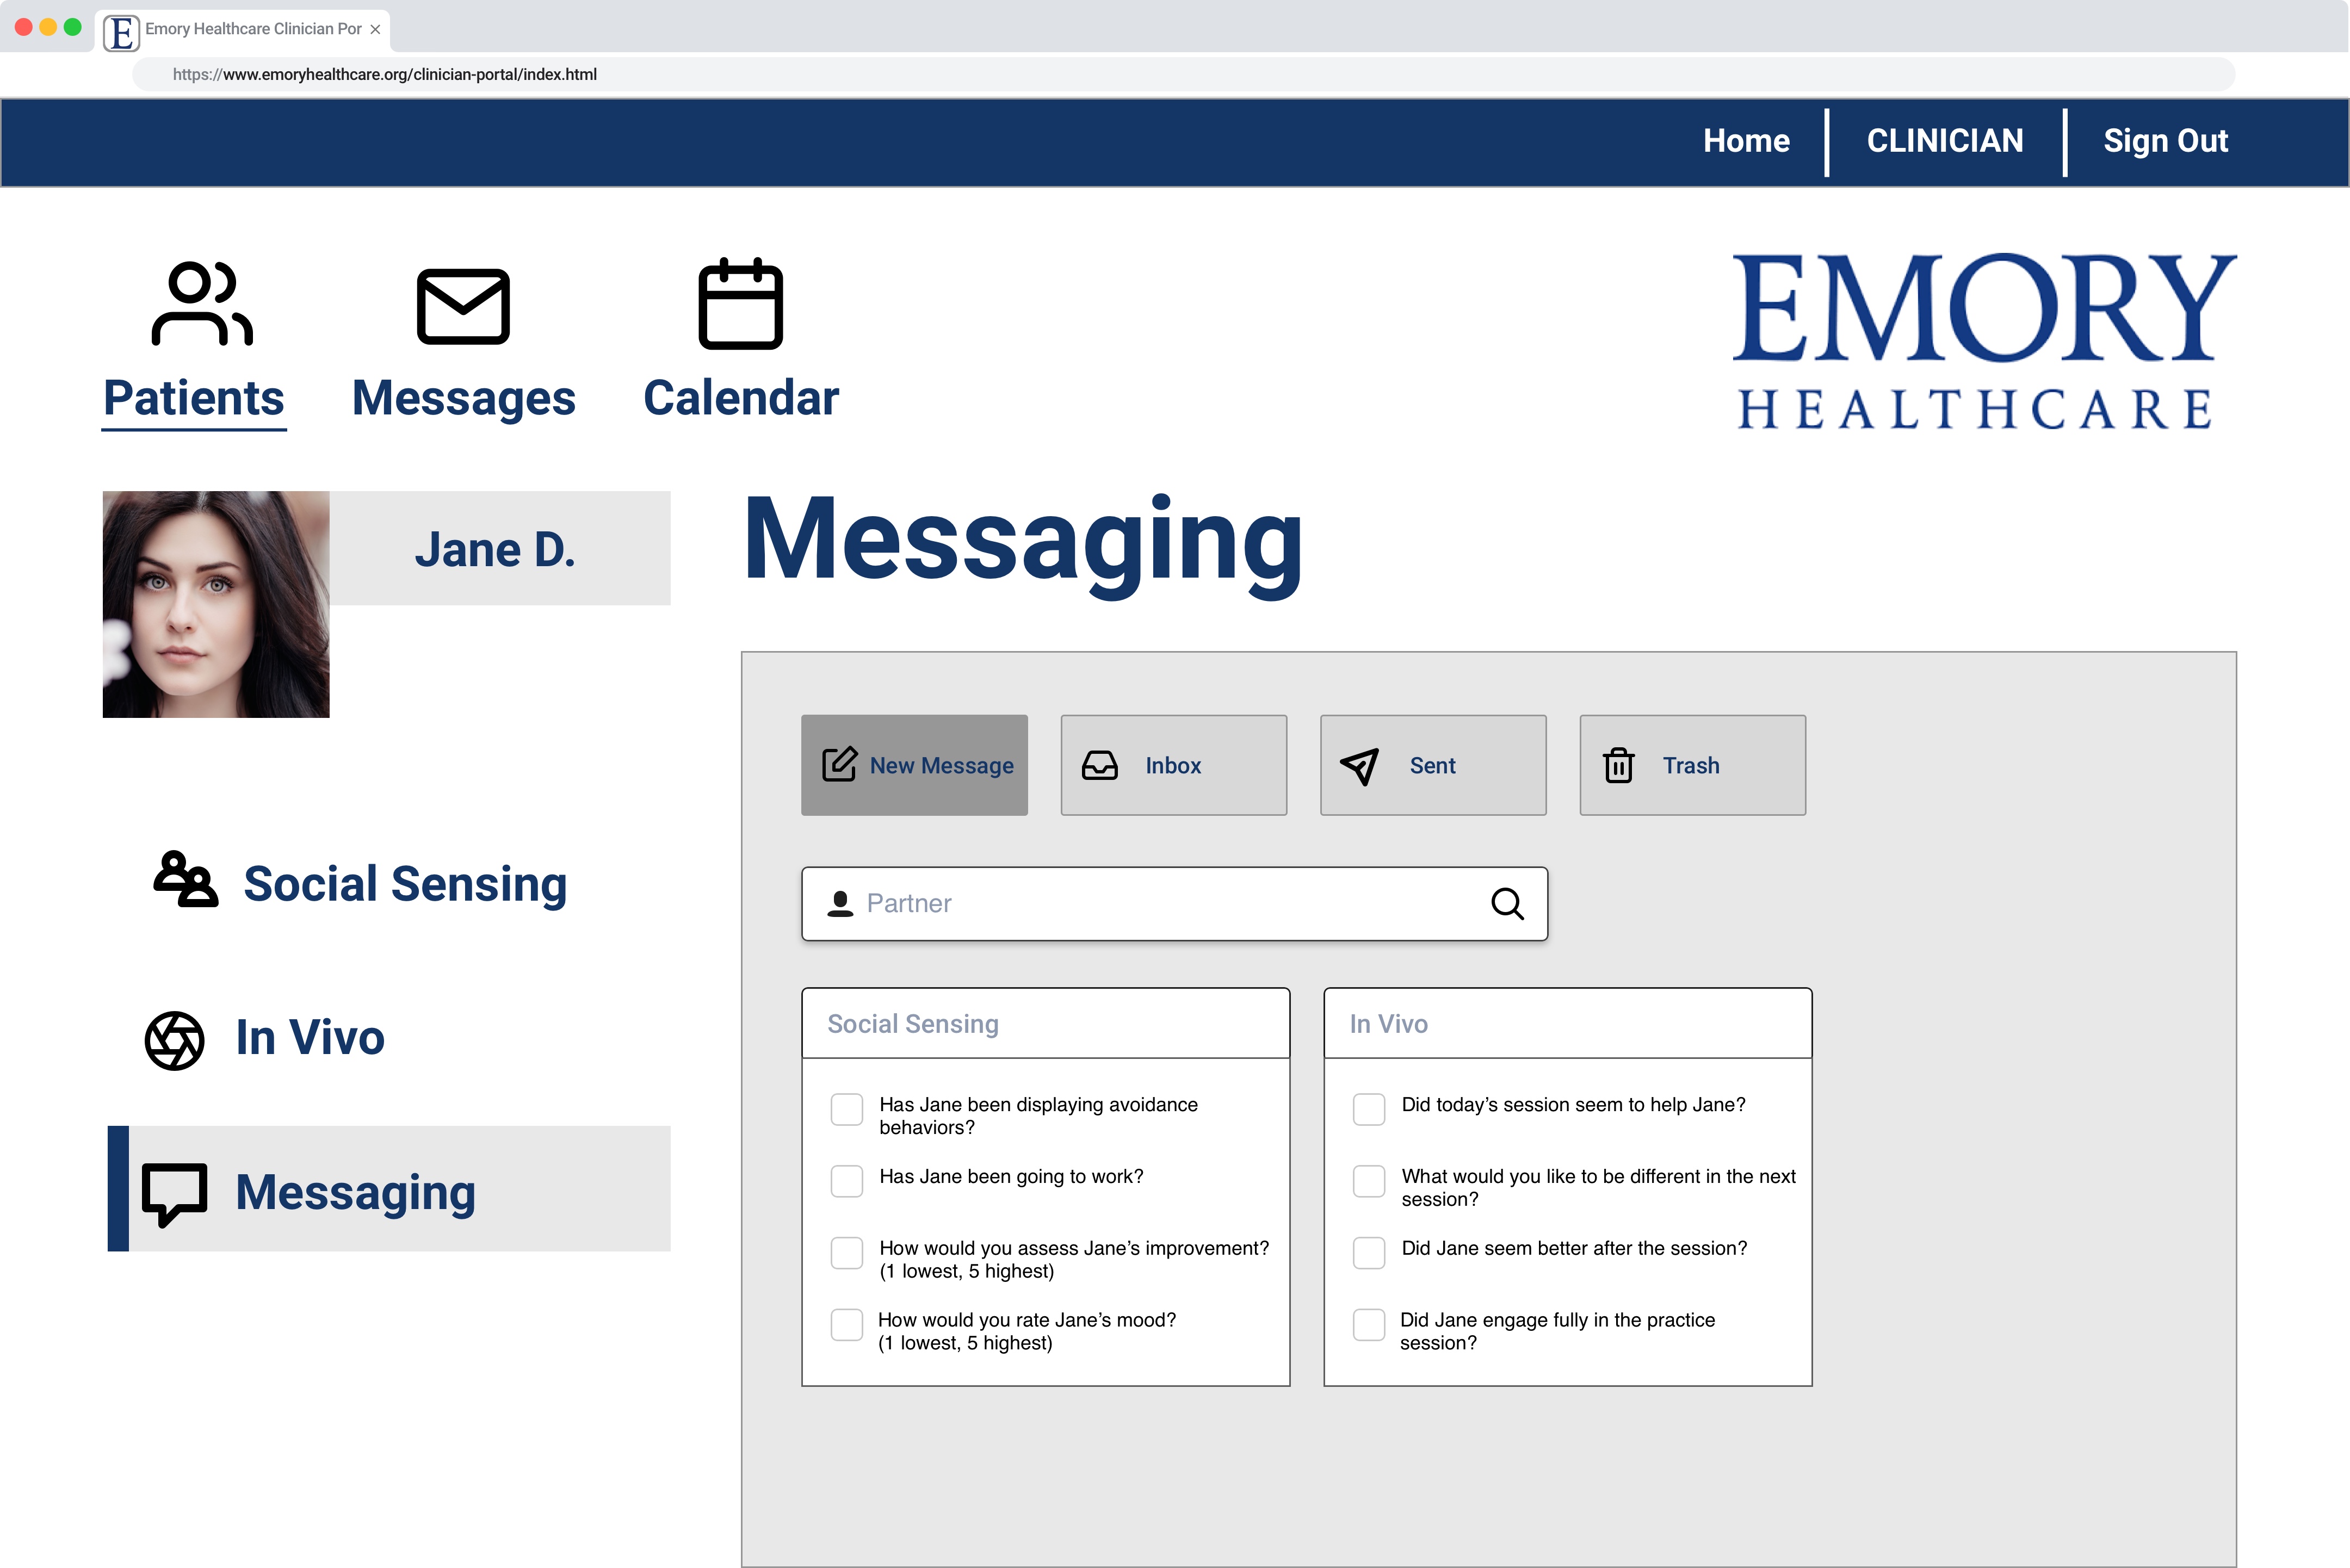 E
Emory Healthcare Clinician Por
https://www.emoryhealthcare.org/clinician-portal/index.html
Home
CLINICIAN
Sign Out
Patients
Messages
Calendar
EMORY
HEALTHCARE
Jane D.
Social Sensing
In Vivo
Messaging
Messaging
New Message
Inbox
Sent
Trash
Partner
Social Sensing
Has Jane been displaying avoidance
behaviors?
Has Jane been going to work?
How would you assess Jane’s improvement?
(1 lowest, 5 highest)
How would you rate Jane’s mood?
(1 lowest, 5 highest)
In Vivo
Did today’s session seem to help Jane?
What would you like to be different in the next
session?
Did Jane seem better after the session?
Did Jane engage fully in the practice
session?